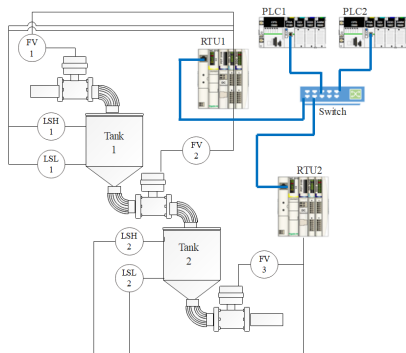 PLC1
PLC2
RTU1
FV
1
Switch
LSH
1
Tank
1
FV
2
LSL
1
RTU2
LSH
2
Tank
2
FV
3
LSL
2